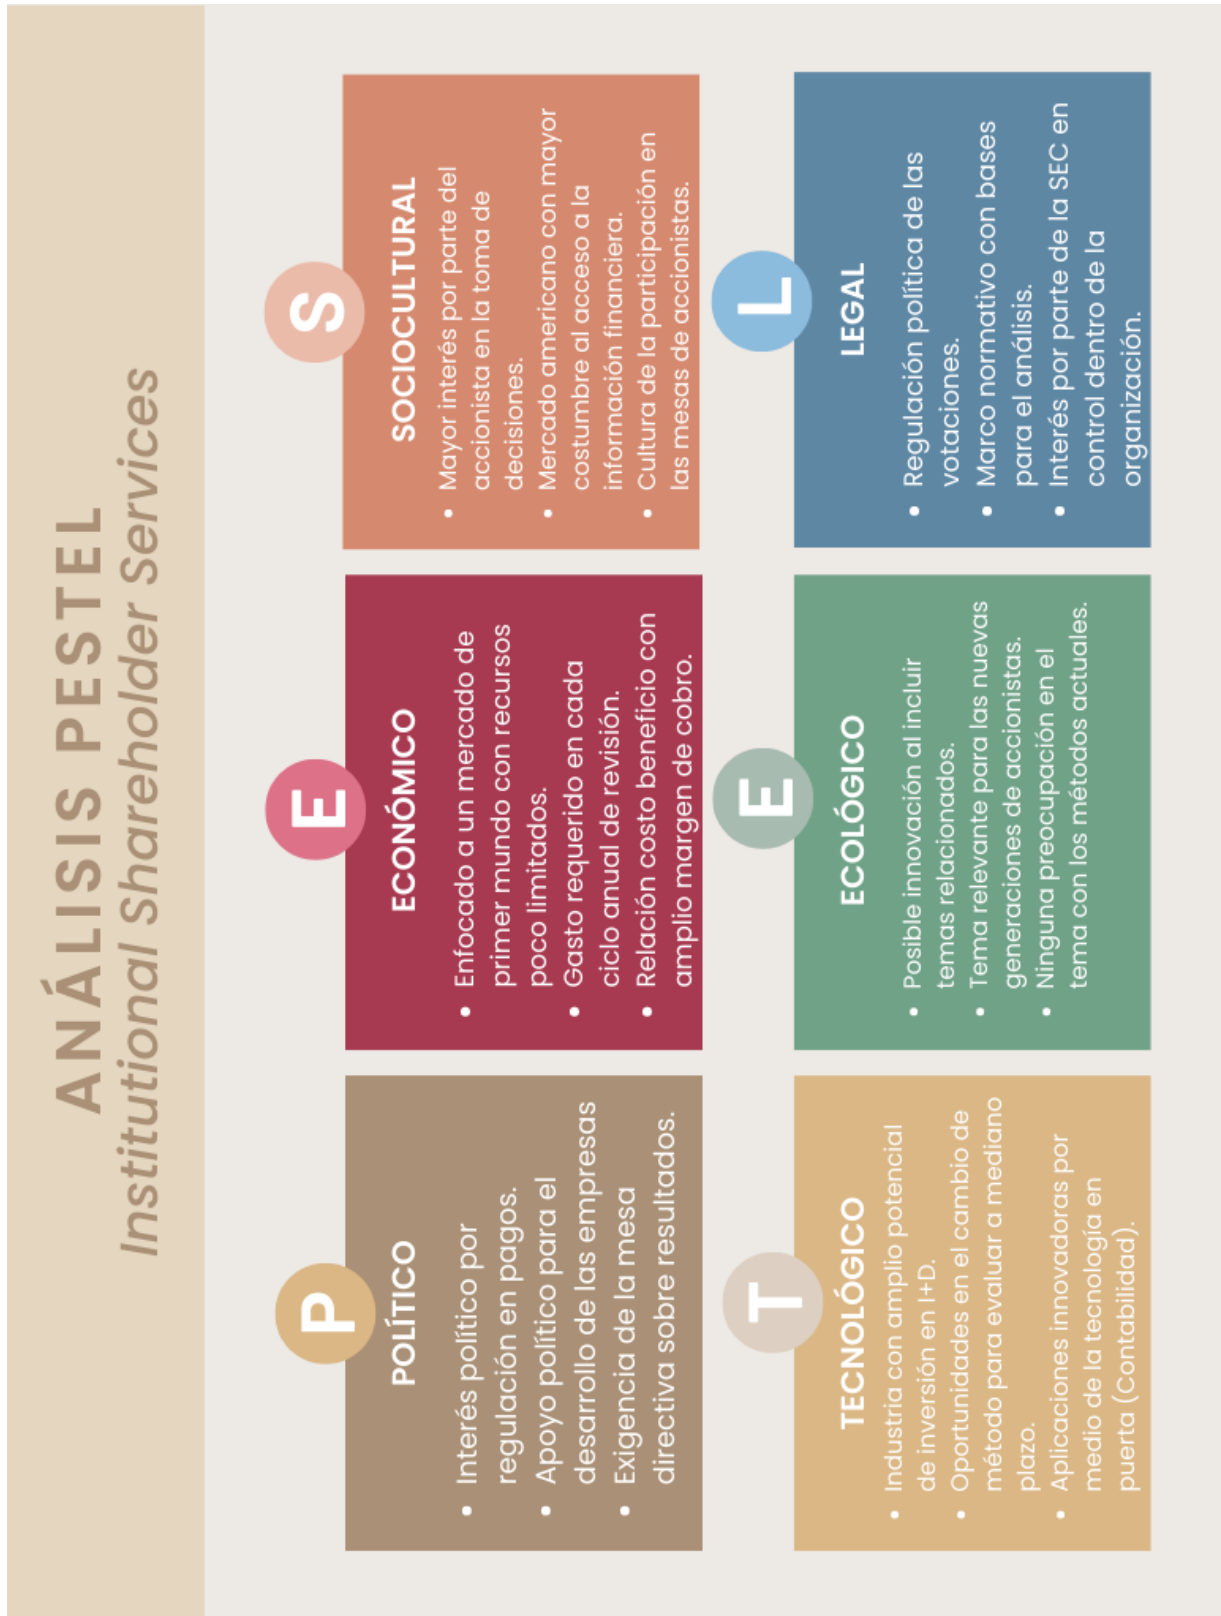 ANÁLISIS PESTEL
Institutional Shareholder Services
P
POLÍTICO
• Interés político por
regulación en pagos.
• Apoyo político para el
desarrollo de las empresas
• Exigencia de la mesa
directiva sobre resultados.
E
ECONÓMICO
• Enfocado a un mercado de
primer mundo con recursos
poco limitados.
• Gasto requerido en cada
ciclo anual de revisión.
• Relación costo beneficio con
amplio margen de cobro.
S
SOCIOCULTURAL
• Mayor interés por parte del
accionista en la toma de
decisiones.
• Mercado americano con mayor
costumbre al acceso a la
información financiera.
• Cultura de la participación en
las mesas de accionistas.
T
TECNOLÓGICO
• Industria con amplio potencial
de inversión en I+D.
• Oportunidades en el cambio de
método para evaluar a mediano
plazo.
• Aplicaciones innovadoras por
medio de la tecnología en
puerta (Contabilidad).
E
ECOLÓGICO
• Posible innovación al incluir
temas relacionados.
• Tema relevante para las nuevas
generaciones de accionistas.
• Ninguna preocupación en el
tema con los métodos actuales.
L
LEGAL
• Regulación política de las
votaciones.
• Marco normativo con bases
para el análisis.
• Interés por parte de la SEC en
control dentro de la
organización.